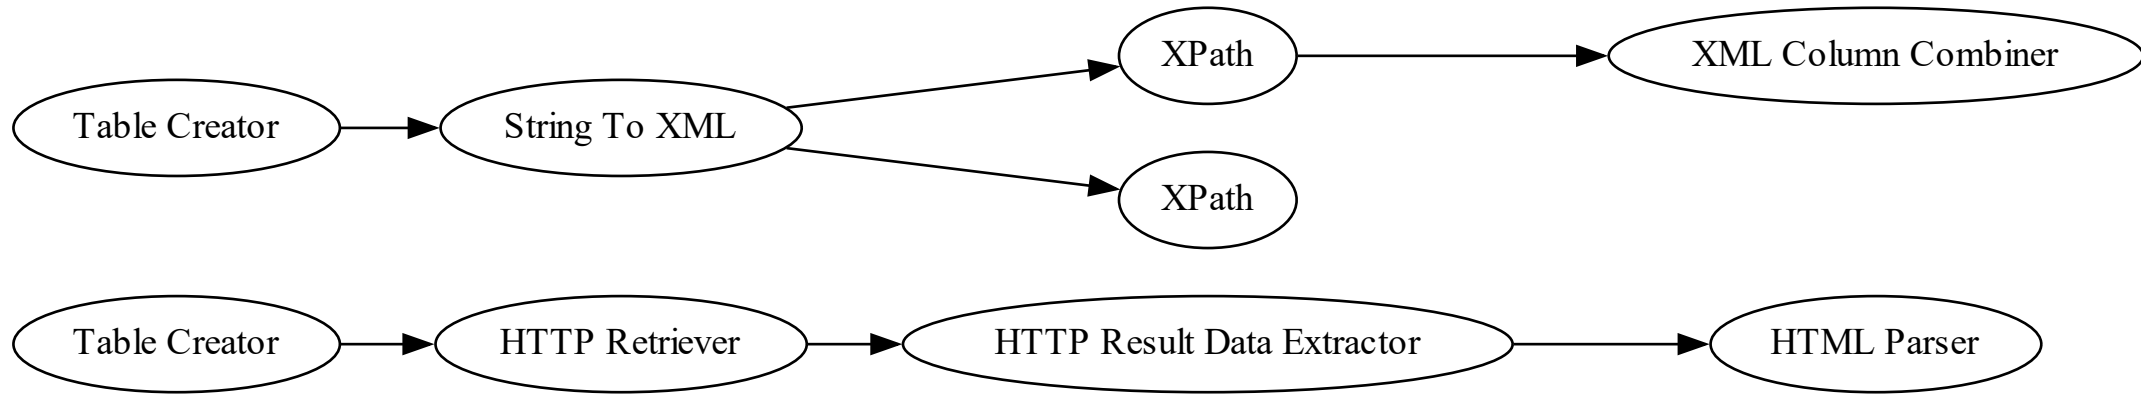 XPath
XML Column Combiner
Table Creator
String To XML
XPath
Table Creator
HTTP Retriever
HTTP Result Data Extractor
HTML Parser